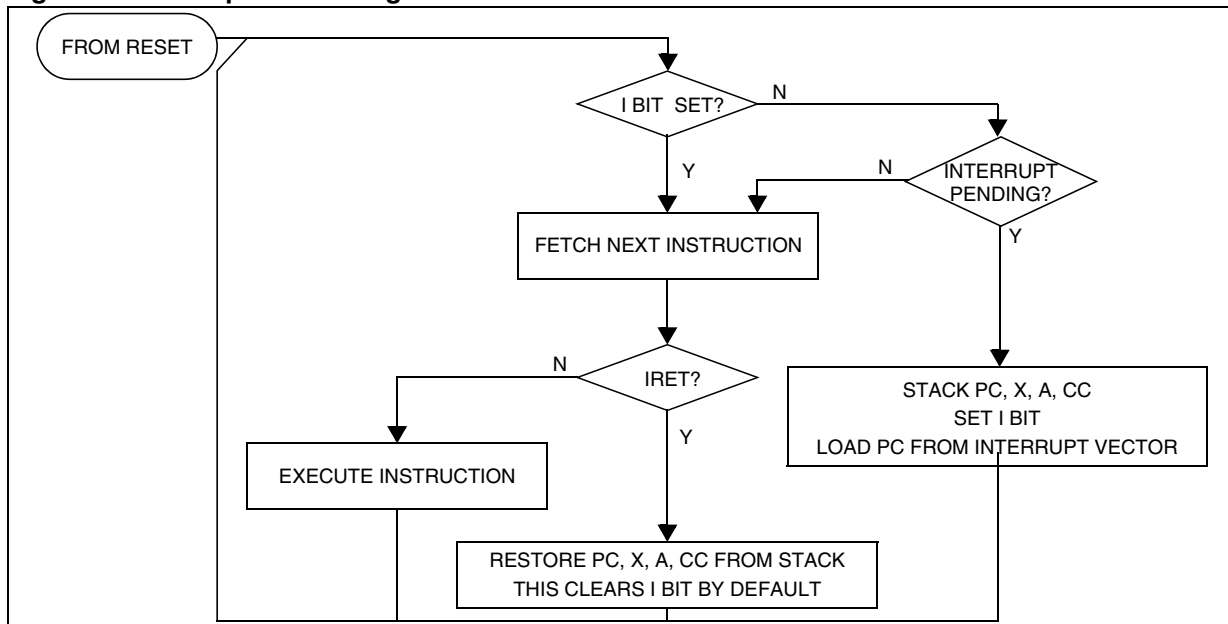 FROM RESET
I BIT SET?
N
Y
N
INTERRUPT
PENDING?
Y
FETCH NEXT INSTRUCTION
N
IRET?
Y
STACK PC, X, A, CC
SET I BIT
LOAD PC FROM INTERRUPT VECTOR
EXECUTE INSTRUCTION
RESTORE PC, X, A, CC FROM STACK
THIS CLEARS I BIT BY DEFAULT